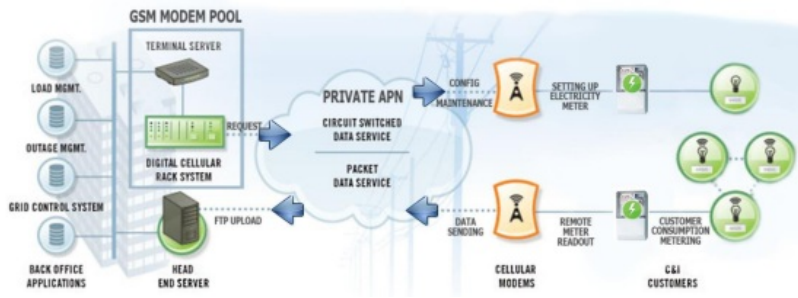 GSM MODEM POOL
TERMINAL SERVER
LOAD MGMT.
OUTAGE MGMT.
GRID CONTROL SYSTEM
BACK OFFICE
APPLICATIONS
DIGITAL CELLULAR
RACK SYSTEM
REQUEST
FTP UPLOAD
HEAD
END SERVER
PRIVATE APN
CIRCUIT SWITCHED
DATA SERVICE
PACKET
DATA SERVICE
CONFIG
MAINTENANCE
SETTING UP
ELECTRICITY
METER
DATA
SENDING
REMOTE
METER
READOUT
CUSTOMER
CONSUMPTION
METERING
CELLULAR
MODEMS
C&I
CUSTOMERS